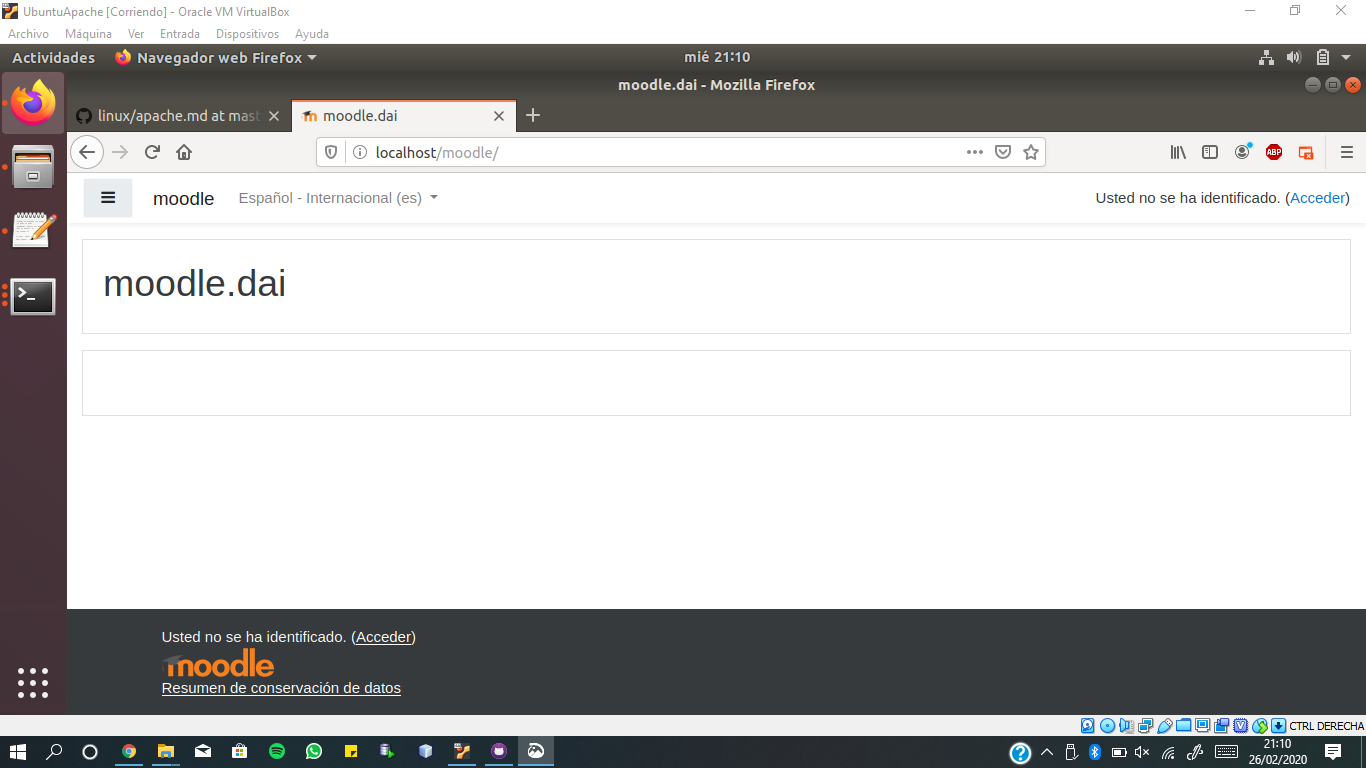 UbuntuApache [Corriendo] - Oracle VM VirtualBox
Archivo Máquina Ver Entrada Dispositivos Ayuda
Actividades Navegador web Firefox mié 21:10
moodle.dai - Mozilla Firefox
linux/apache.md at mast moodle.dai
localhost/moodle/
ABP
moodle Español - Internacional (es) Usted no se ha identificado. (Acceder)
moodle.dai
Usted no se ha identificado. (Acceder)
moodle
Resumen de conservación de datos
CTRL DERECHA
21:10
26/02/2020